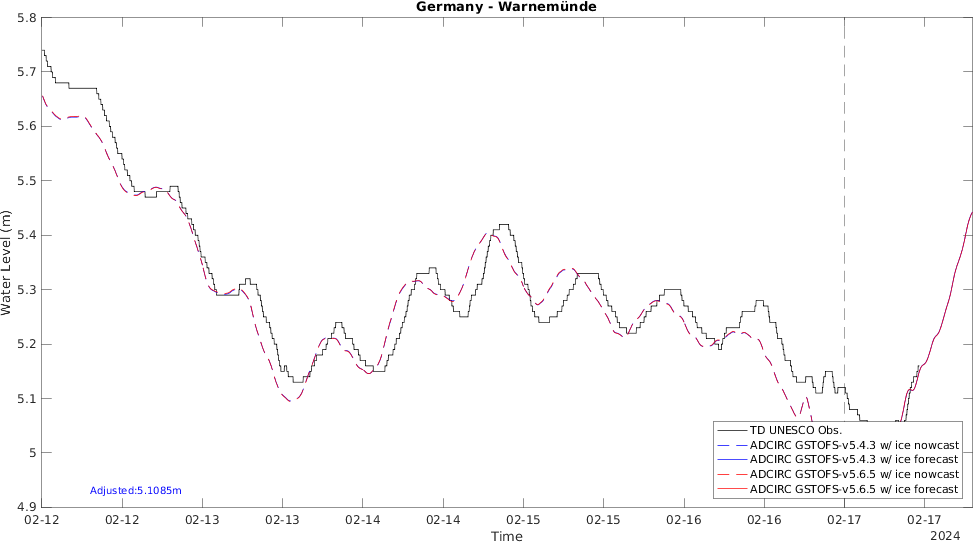 Germany - Warnemünde
5.8
5.7
5.6
5.5
5.4
5.3
5.2
5.1
5
4.9
Water Level (m)
TD UNESCO Obs.
ADCIRC GSTOFS-v5.4.3 w/ ice nowcast
ADCIRC GSTOFS-v5.4.3 w/ ice forecast
ADCIRC GSTOFS-v5.6.5 w/ ice nowcast
ADCIRC GSTOFS-v5.6.5 w/ ice forecast
Adjusted:5.1085m
02-12 02-12 02-13 02-13 02-14 02-14 02-15 02-15 02-16 02-16 02-17 02-17
Time
2024